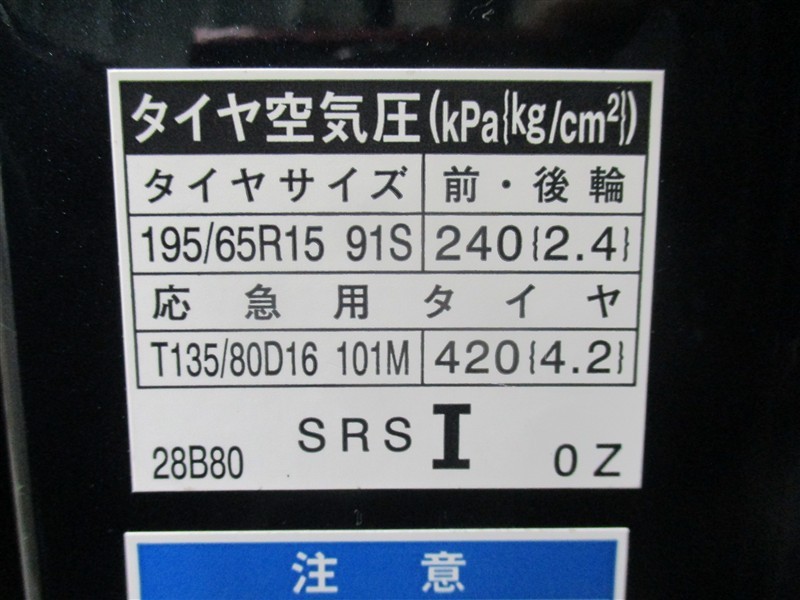 タイヤ空気圧(kPa{kg/cm²})
タイヤサイズ 前・後輪
195/65R15 91S 240{2.4}
応急用タイヤ
T135/80D16 101M 420{4.2}
SRS I
28B80 0Z
注意